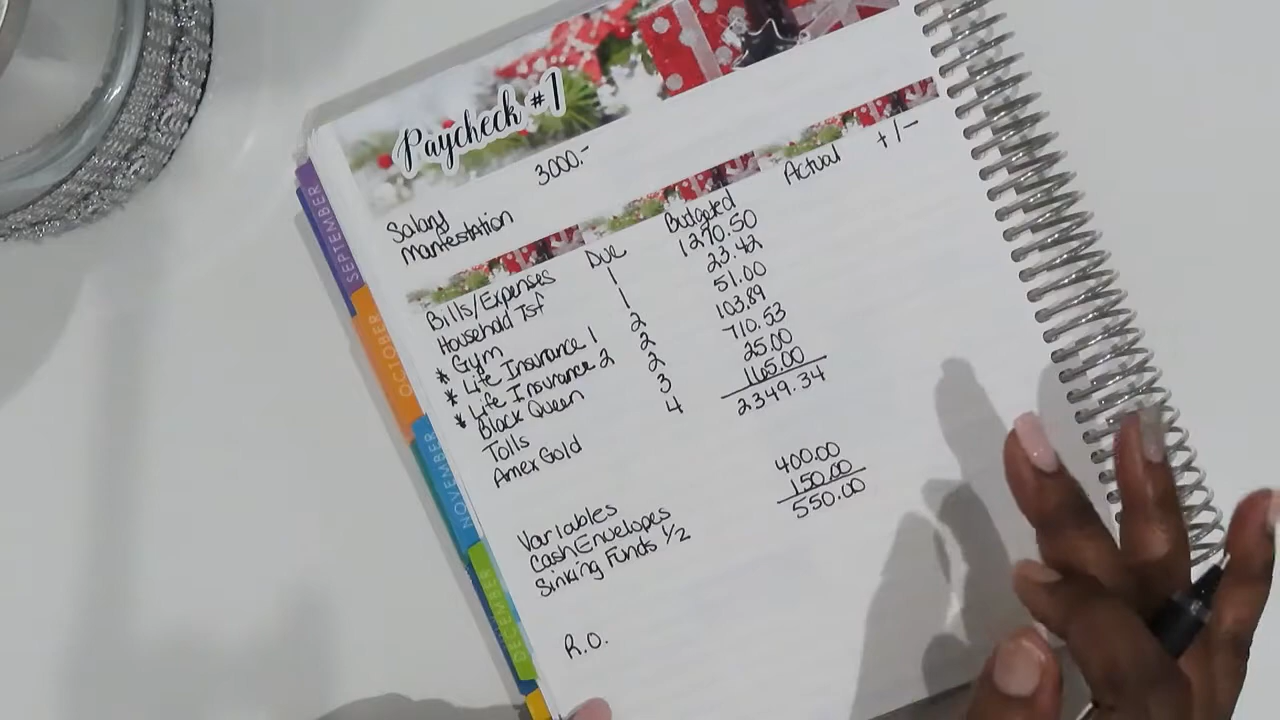 Paycheck #1
Salary 3000.-
Manfestation
Bills/Expenses Due Budgeted Actual +/-
Household Tsf 1 1270.50
* Gym 1 23.42
* Life Insurance 1 2 51.00
* Life Insurance 2 2 103.89
Black Queen 2 710.53
Tolls 3 25.00
Amex Gold 4 165.00
2349.34
Variables
Cash Envelopes 400.00
Sinking Funds 1/2 150.00
550.00
R.O.
SEPTEMBER
OCTOBER
NOVEMBER
DECEMBER